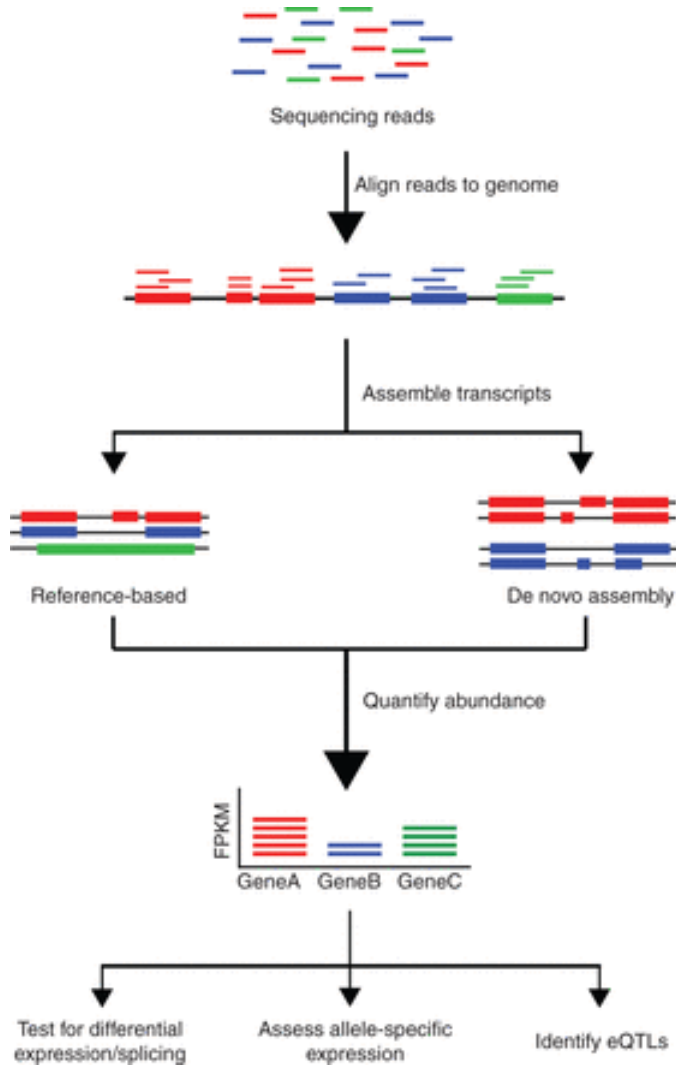 Sequencing reads
Align reads to genome
Assemble transcripts
Reference-based
De novo assembly
Quantify abundance
FPKM
GeneA GeneB GeneC
Test for differential
expression/splicing
Assess allele-specific
expression
Identify eQTLs